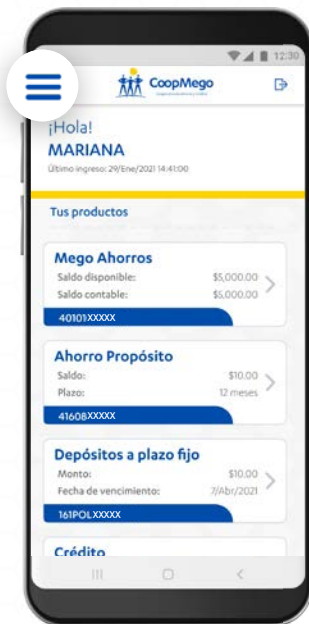 12:30
CoopMego
¡Hola!
MARIANA
Último ingreso: 29/Ene/2021 14:41:00
Tus productos
Mego Ahorros
Saldo disponible: $5,000.00
Saldo contable: $5,000.00
40101XXXXX
Ahorro Propósito
Saldo: $10.00
Plazo: 12 meses
41608XXXXX
Depósitos a plazo fijo
Monto: $10.00
Fecha de vencimiento: 7/Abr/2021
161POLXXXXX
Crédito